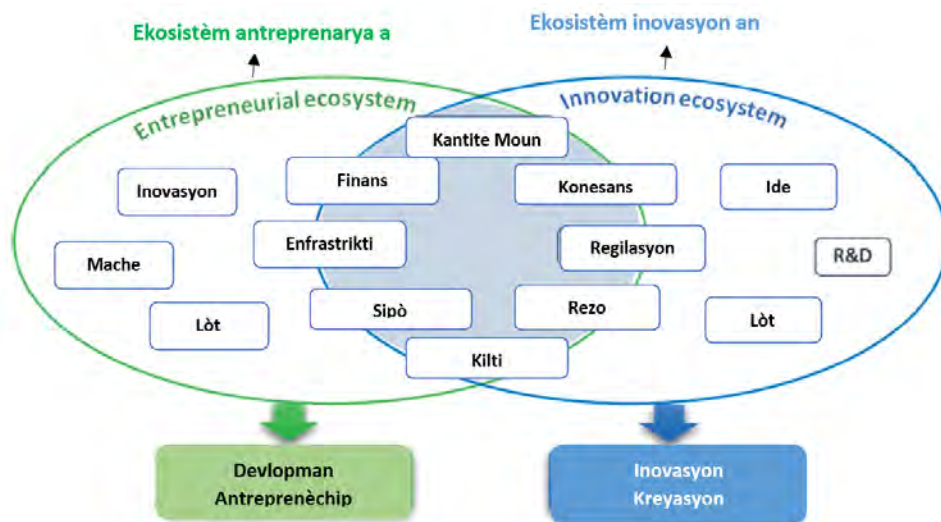 Ekosistèm antreprenarya a
Ekosistèm inovasyon an
Entrepreneurial ecosystem
Innovation ecosystem
Kantite Moun
Finans
Konesans
Inovasyon
Ide
Enfrastrikti
Regilasyon
Mache
R&D
Sipò
Rezo
Lòt
Lòt
Kilti
Devlopman
Antreprenèchip
Inovasyon
Kreyasyon